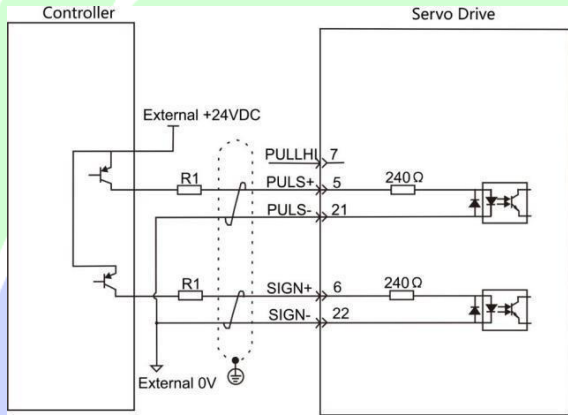 Controller
Servo Drive
External +24VDC
PULLHI 7
R1
PULS+ 5
240Ω
PULS- 21
R1
SIGN+ 6
240Ω
SIGN- 22
External 0V